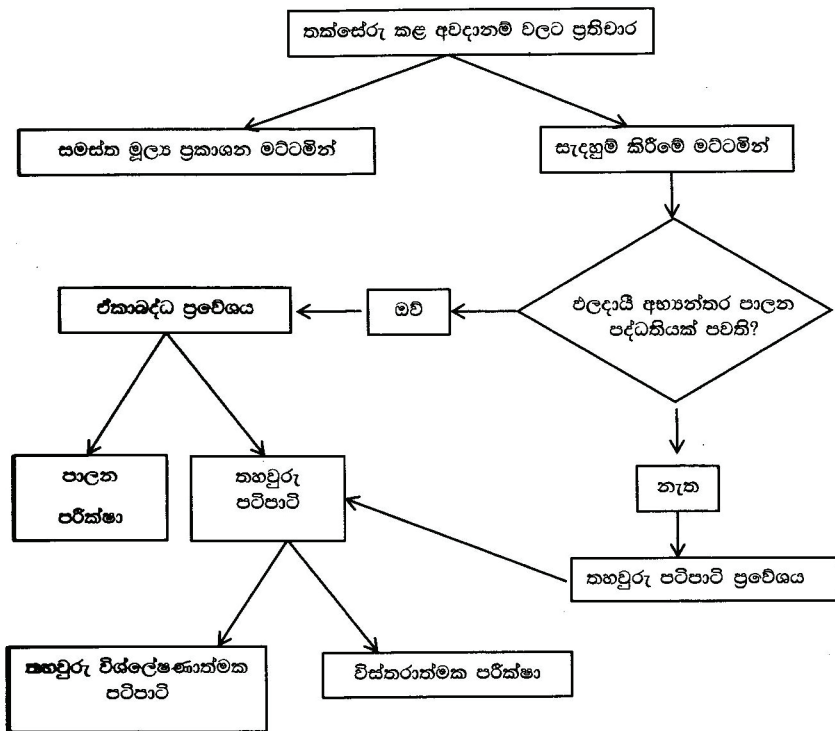 තක්සේරු කළ අවදානම් වලට ප්‍රතිචාර
සමස්ත මූල්‍ය ප්‍රකාශන මට්ටමින්
සැදහුම් කිරීමේ මට්ටමින්
ඵලදායී අභ්‍යන්තර පාලන
පද්ධතියක් පවතී?
ඔව්
ඒකාබද්ධ ප්‍රවේශය
පාලන
පරීක්ෂා
තහවුරු
පටිපාටි
නැත
තහවුරු පටිපාටි ප්‍රවේශය
තහවුරු විශ්ලේෂණාත්මක
පටිපාටි
විස්තරාත්මක පරීක්ෂා